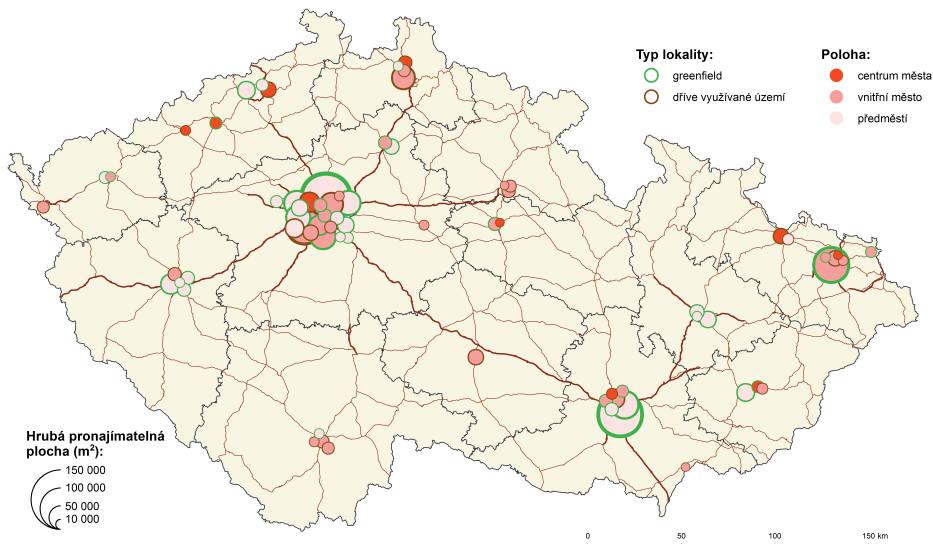 Typ lokality:
greenfield
dříve využívané území
Poloha:
centrum města
vnitřní město
předměstí
Hrubá pronajímatelná
plocha (m²):
150 000
100 000
50 000
10 000
0 50 100 150 km